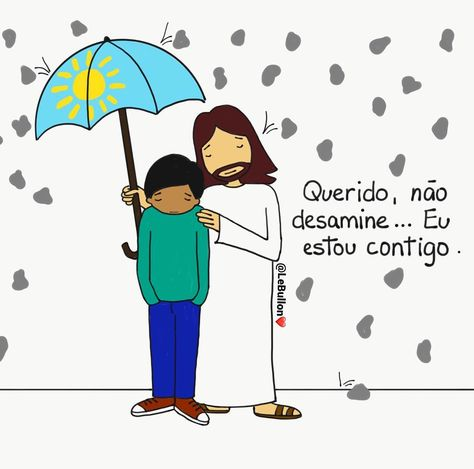 Querido, não
desamine... Eu
estou contigo.
@LeBullon